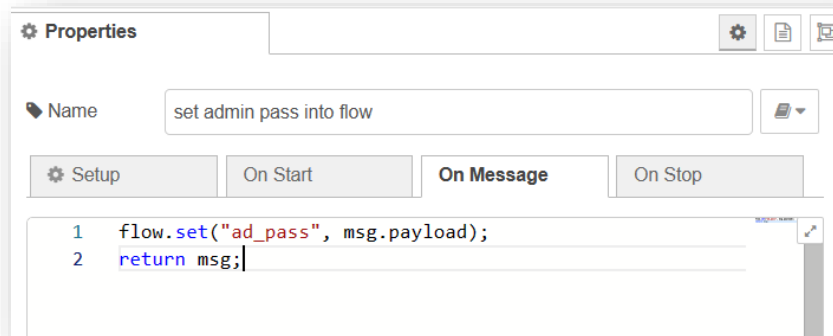 Properties
Name
set admin pass into flow
Setup
On Start
On Message
On Stop
1 flow.set("ad_pass", msg.payload);
2 return msg;